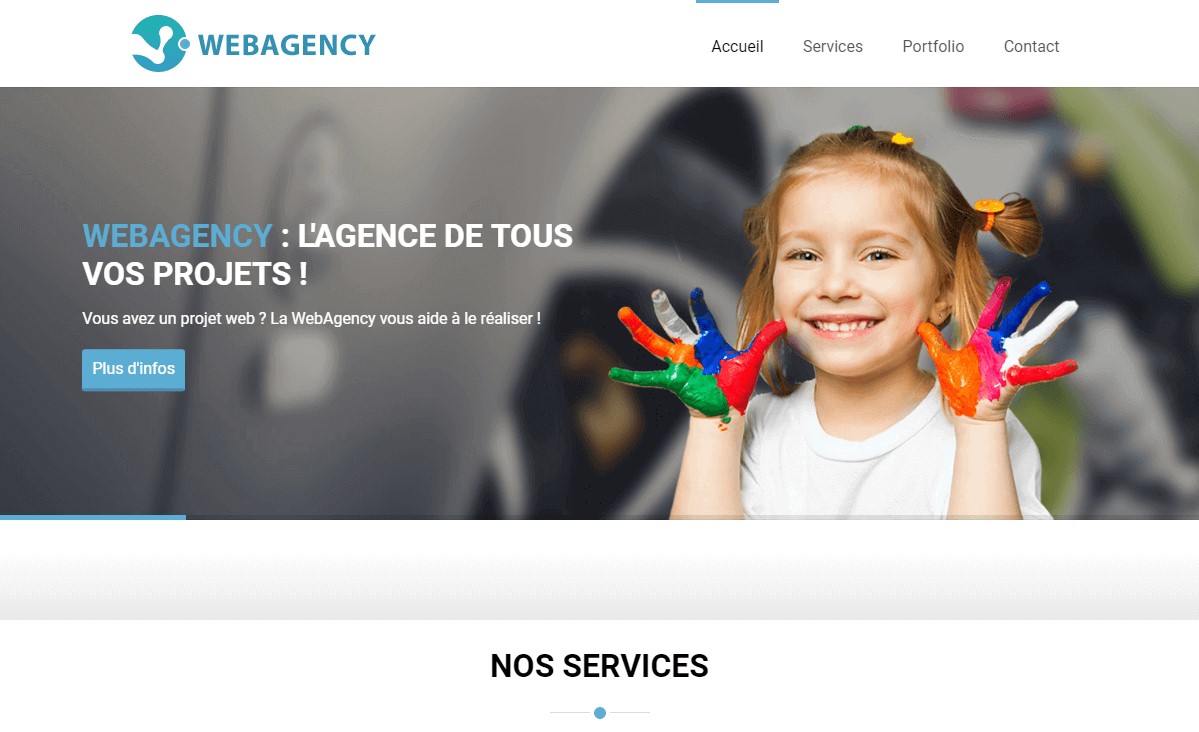 WEBAGENCY
Accueil Services Portfolio Contact
WEBAGENCY : L'AGENCE DE TOUS
VOS PROJETS !
Vous avez un projet web ? La WebAgency vous aide à le réaliser !
Plus d'infos
NOS SERVICES